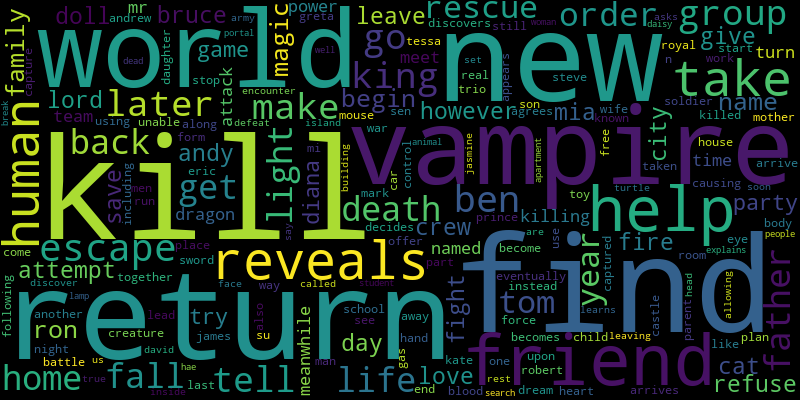 doll
mr
andrew
bruce
army
greta
power
leave
rescue
order
group
world
new
game
magic
tessa
go
meet
king
discovers
still
daisy
royal
woman
asks
start
give
turn
take
family
capture
daughter
portal
dead
stop
well
attack
encounter
lord
team
later
make
begin
trio
real
set
appears
steve
agrees
son
mia
wife
n
work
soldier
name
mother
break
human
using
unable
along
defeat
island
mouse
sen
war
however
known
killed
house
back
form
andy
light
mi
vampire
free
city
time
arrive
taken
causing
soon
kill
save
including
men
run
eric
get
dragon
diana
building
car
control
animal
mark
death
ben
jasmine
apartment
toy
help
turtle
party
prince
killing
body
people
come
escape
place
sword
reveals
say
decides
offer
crew
named
become
are
use
year
fire
eye
explains
father
attempt
together
discover
lamp
face
way
called
student
part
eventually
instead
captured
room
find
allowing
following
return
another
ron
lead
also
try
school
see
away
hand
fight
tom
force
learns
castle
parent
head
night
creature
james
meanwhile
day
becomes
child
leaving
upon
like
plan
battle
us
david
su
man
gas
friend
kate
one
robert
cat
home
true
fall
hae
last
inside
tell
life
end
love
blood
rest
search
dream
heart
arrives
refuse